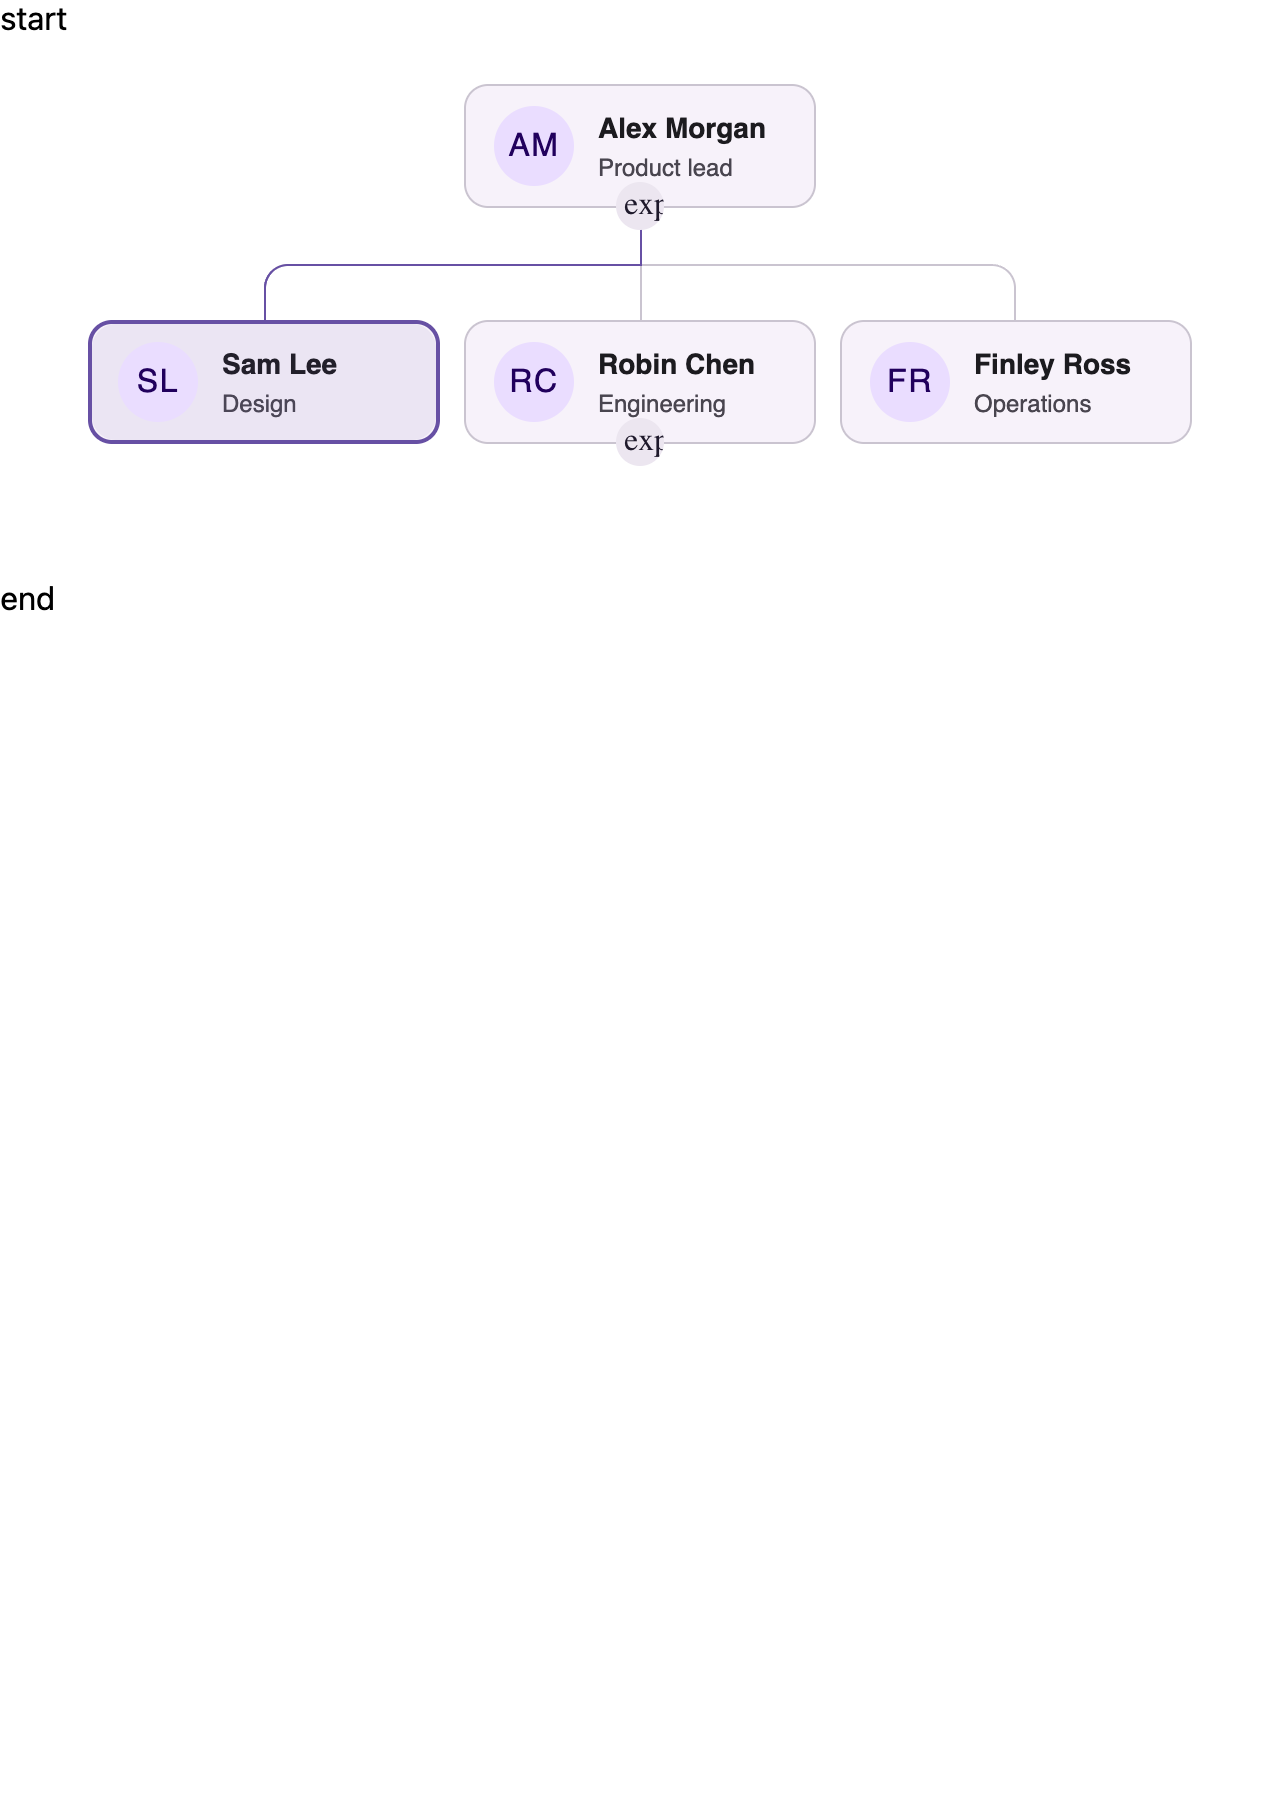 start
AM
Alex Morgan
Product lead
exp
SL
Sam Lee
Design
RC
Robin Chen
Engineering
exp
FR
Finley Ross
Operations
end